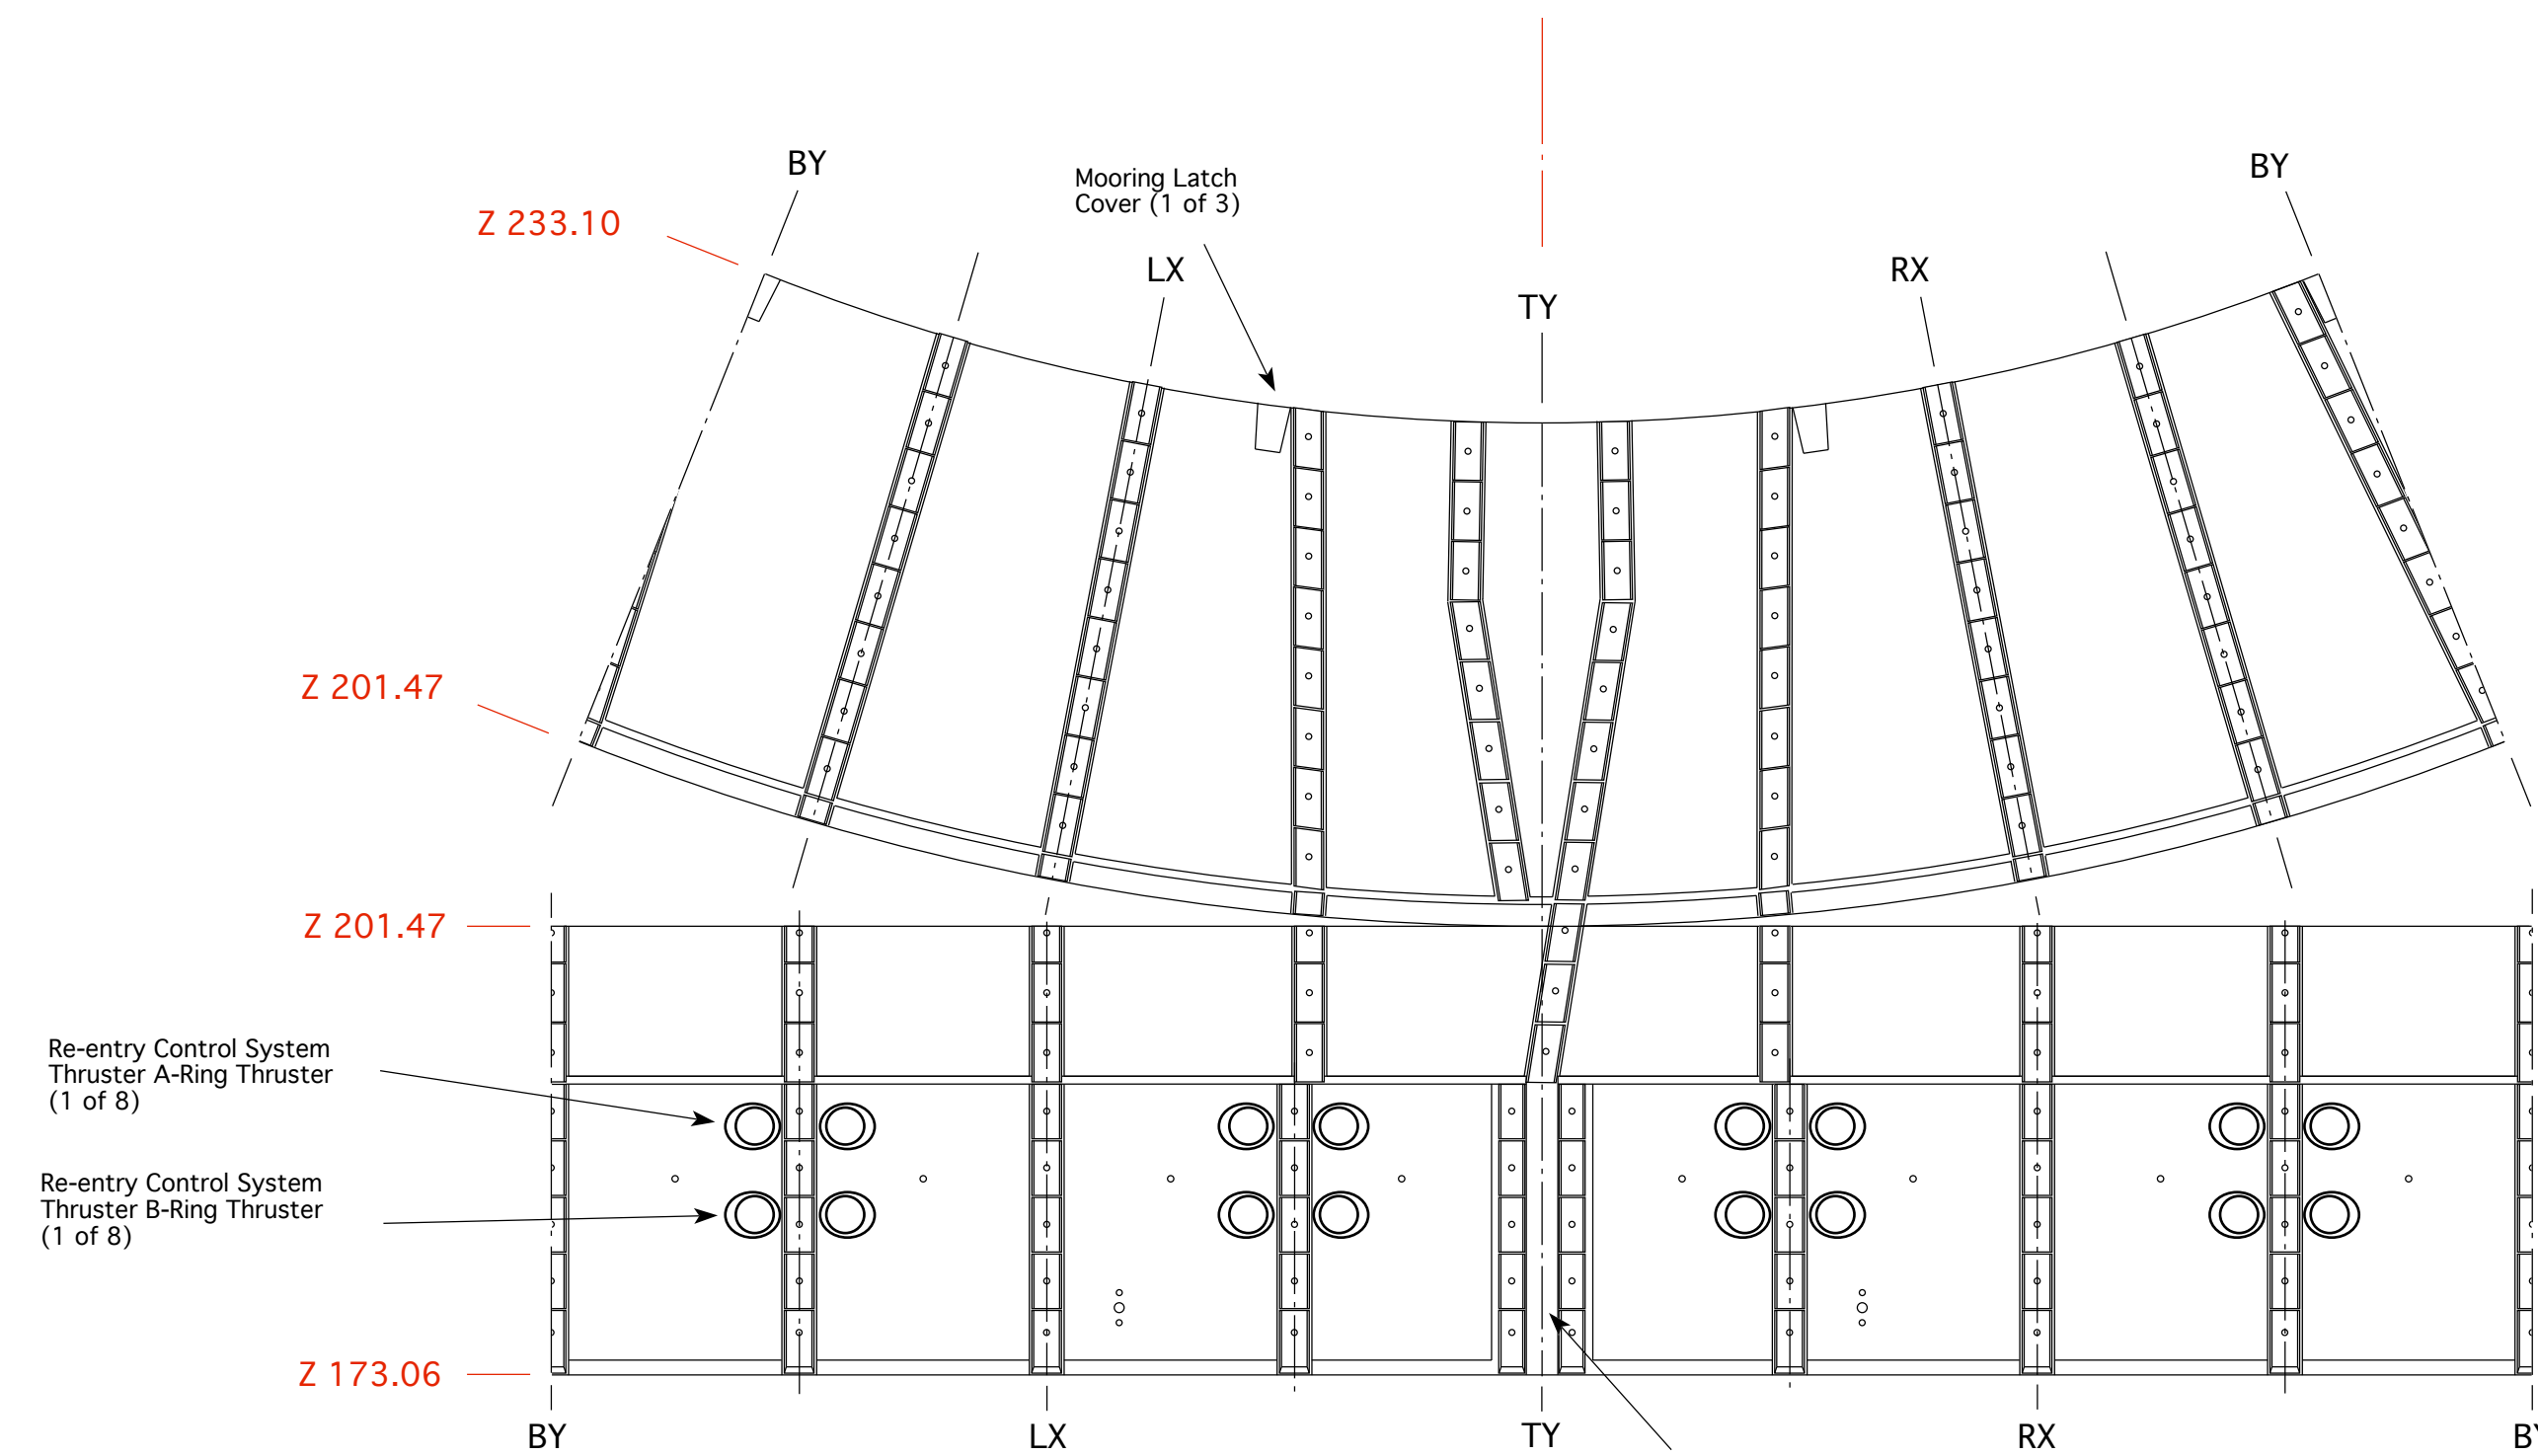 BY
BY
Mooring Latch
Cover (1 of 3)
Z 233.10
LX
RX
TY
Z 201.47
Z 201.47
Re-entry Control System
Thruster A-Ring Thruster
(1 of 8)
Re-entry Control System
Thruster B-Ring Thruster
(1 of 8)
Z 173.06
BY
LX
TY
RX
BY